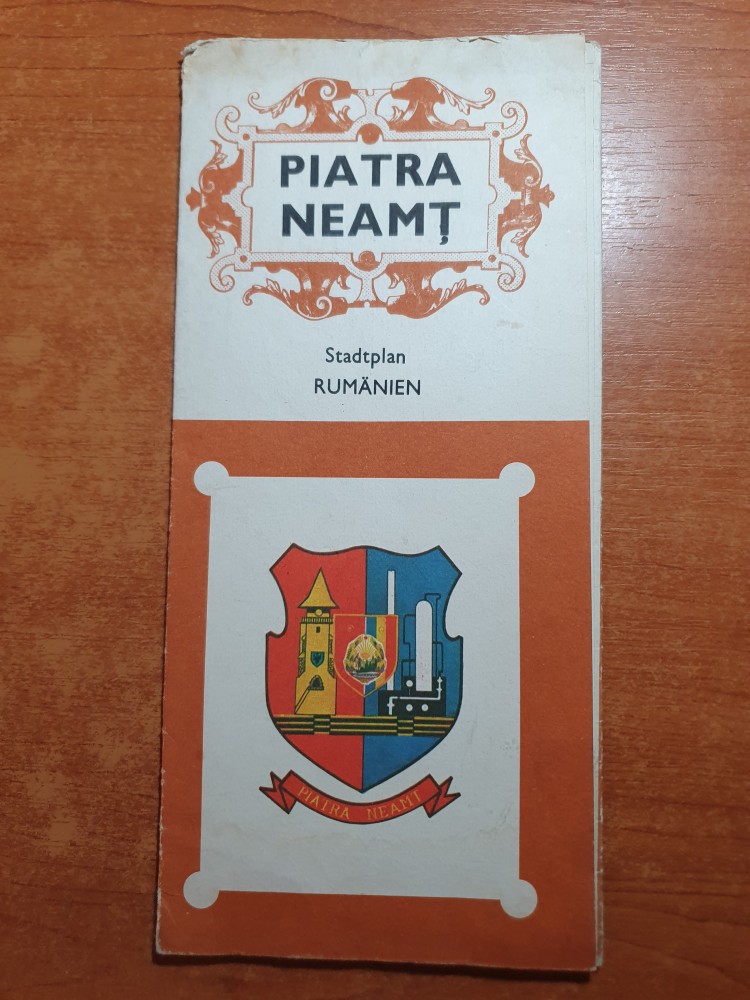 PIATRA
NEAMȚ
Stadtplan
RUMÄNIEN
PIATRA NEAMȚ